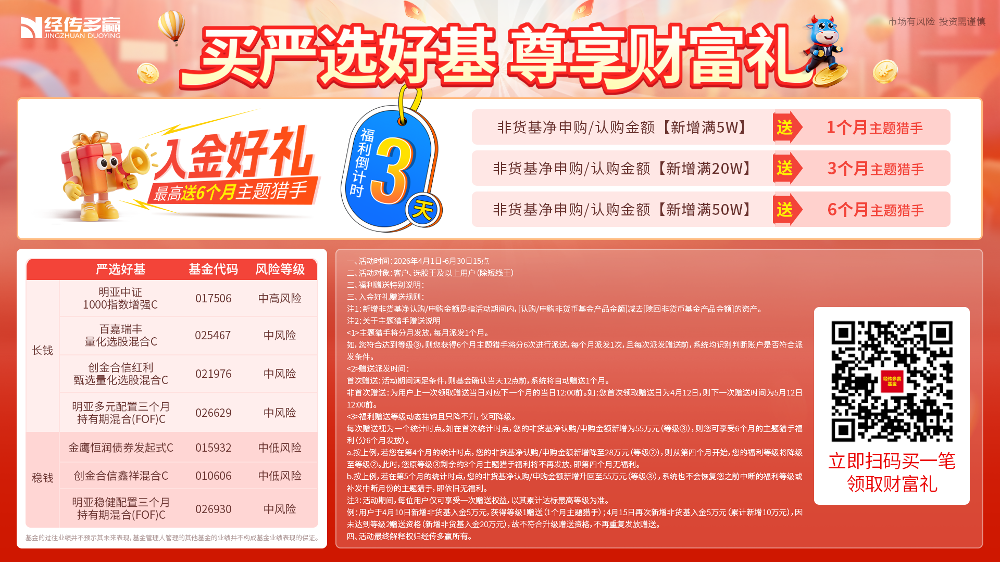 经传多赢
JINGZHUAN DUOYING
市场有风险 投资需谨慎
买严选好基 尊享财富礼
入金好礼
最高送6个月主题猎手
福利倒计时
3
天
非货基净申购/认购金额【新增满5W】 送 1个月主题猎手
非货基净申购/认购金额【新增满20W】 送 3个月主题猎手
非货基净申购/认购金额【新增满50W】 送 6个月主题猎手
严选好基 基金代码 风险等级
长钱
明亚中证
1000指数增强C 017506 中高风险
百嘉瑞丰
量化选股混合C 025467 中风险
创金合信红利
甄选量化选股混合C 021976 中风险
明亚多元配置三个月
持有期混合(FOF)C 026629 中风险
稳钱
金鹰恒润债券发起式C 015932 中低风险
创金合信鑫祥混合C 010606 中低风险
明亚稳健配置三个月
持有期混合(FOF)C 026930 中风险
基金的过往业绩并不预示其未来表现，基金管理人管理的其他基金的业绩并不构成基金业绩表现的保证。
一、活动时间：2026年4月1日-6月30日15点
二、活动对象：客户、选股王及以上用户（除短线王）
三、福利赠送特别说明：
三、入金好礼赠送规则：
注1：新增非货基净认购/申购金额是指活动期间内，[认购/申购非货币基金产品金额]减去[赎回非货币基金产品金额]的资产。
注2：关于主题猎手赠送说明
<1>主题猎手将分月发放，每月派发1个月。
如，您符合达到等级③，则您获得6个月主题猎手将分6次进行派送，每个月派发1次，且每次派发赠送前，系统均识别判断账户是否符合派
发条件。
<2>赠送派发时间：
首次赠送：活动期间满足条件，则基金确认当天12点前，系统将自动赠送1个月。
非首次赠送：为用户上一次领取赠送当日对应下一个月的当日12:00前。如：您首次领取赠送日为4月12日，则下一次赠送时间为5月12日
12:00前。
<3>福利赠送等级动态挂钩且只降不升，仅可降级。
每次赠送视为一个统计时点。如在首次统计时点，您的非货基净认购/申购金额新增为55万元（等级③），则您可享受6个月的主题猎手福
利（分6个月发放）。
a.按上例，若您在第4个月的统计时点，您的非货基净认购/申购金额新增降至28万元（等级②），则从第四个月开始，您的福利等级将降级
至等级②。此时，您原等级③剩余的3个月主题猎手福利将不再发放，即第四个月无福利。
b.按上例，若在第5个月的统计时点，您的非货基净认购/申购金额新增升回至55万元（等级③），系统也不会恢复您之前中断的福利等级或
补发中断月份的主题猎手，即依旧无福利。
注3：活动期间，每位用户仅可享受一次赠送权益，以其累计达标最高等级为准。
例：用户于4月10日新增非货基入金5万元，获得等级1赠送（1个月主题猎手）；4月15日再次新增非货基入金5万元（累计新增10万元），因
未达到等级2赠送资格（新增非货基入金20万元），故不符合升级赠送资格，不再重复发放赠送。
四、活动最终解释权归经传多赢所有。
经传多赢
基金
立即扫码买一笔
领取财富礼